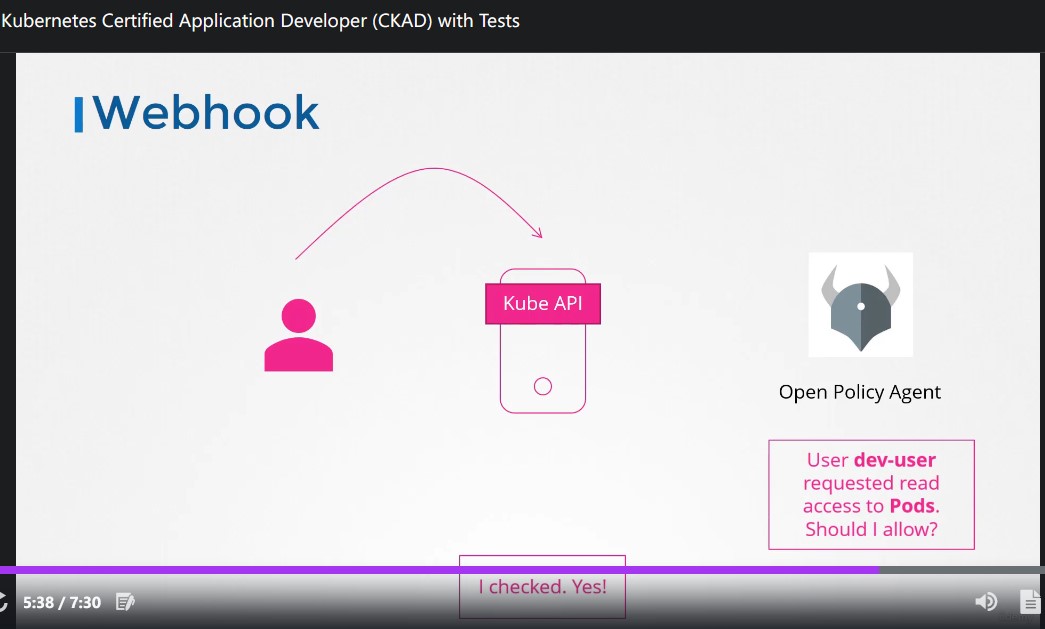 Kubernetes Certified Application Developer (CKAD) with Tests
Webhook
Kube API
Open Policy Agent
User dev-user
requested read
access to Pods.
Should I allow?
I checked. Yes!
5:38 / 7:30